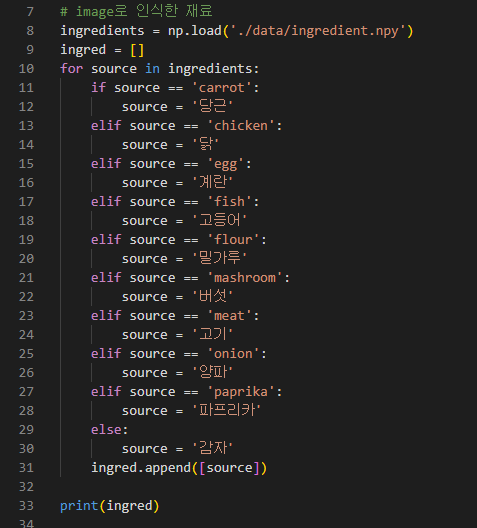 7 # image로 인식한 재료
8 ingredients = np.load('./data/ingredient.npy')
9 ingred = []
10 for source in ingredients:
11     if source == 'carrot':
12         source = '당근'
13     elif source == 'chicken':
14         source = '닭'
15     elif source == 'egg':
16         source = '계란'
17     elif source == 'fish':
18         source = '고등어'
19     elif source == 'flour':
20         source = '밀가루'
21     elif source == 'mashroom':
22         source = '버섯'
23     elif source == 'meat':
24         source = '고기'
25     elif source == 'onion':
26         source = '양파'
27     elif source == 'paprika':
28         source = '파프리카'
29     else:
30         source = '감자'
31     ingred.append([source])
32
33 print(ingred)
34